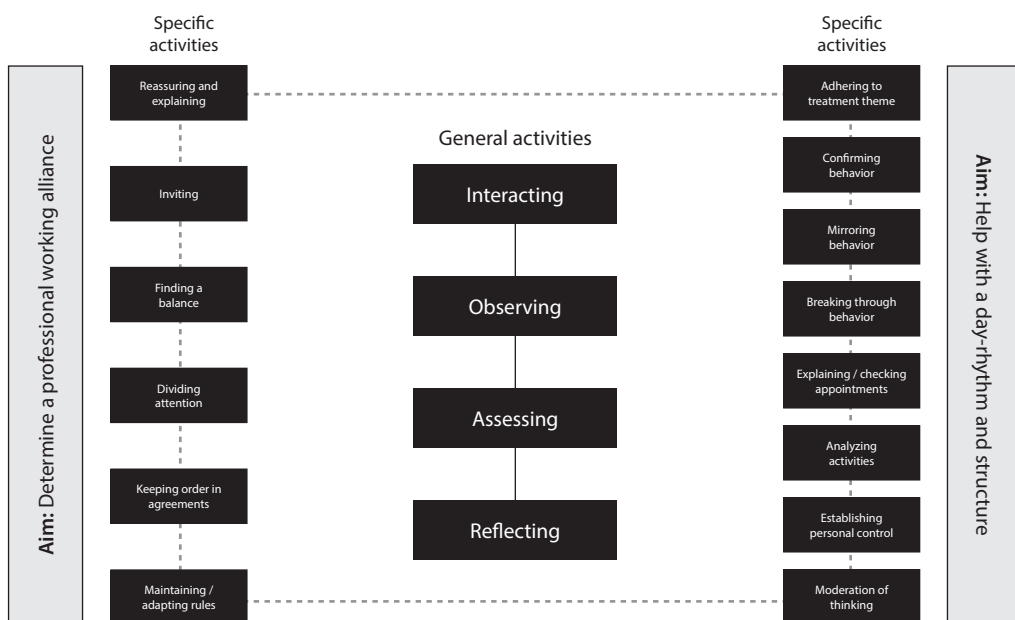 Specific
activities
Aim: Determine a professional working alliance
Reassuring and
explaining
Inviting
Finding a
balance
Dividing
attention
Keeping order in
agreements
Maintaining /
adapting rules
General activities
Interacting
Observing
Assessing
Reflecting
Specific
activities
Adhering to
treatment theme
Confirming
behavior
Mirroring
behavior
Breaking through
behavior
Explaining / checking
appointments
Analyzing
activities
Establishing
personal control
Moderation of
thinking
Aim: Help with a day-rhythm and structure